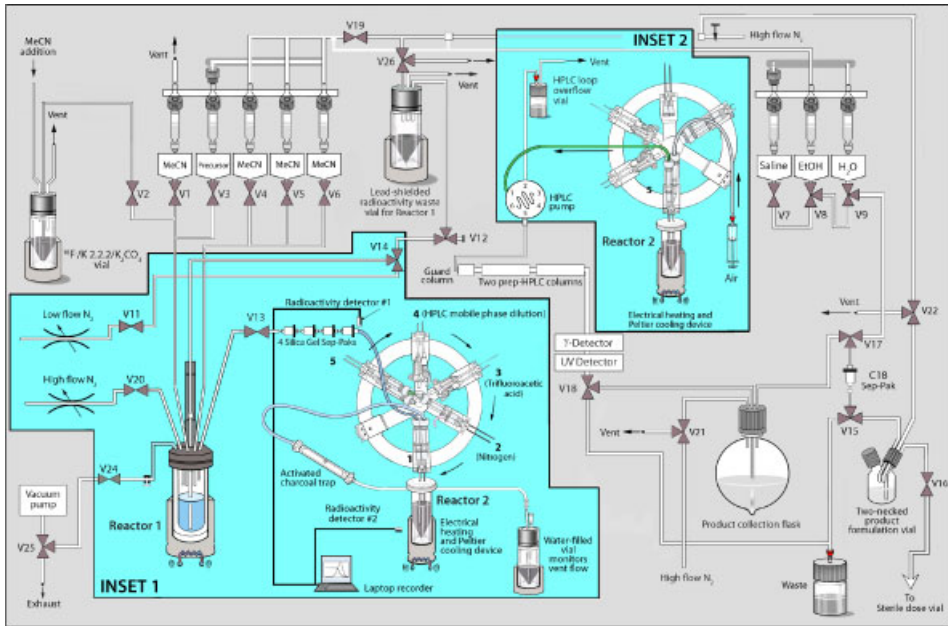 MeCN
addition
Vent
Vent
V19
V26
Vent
INSET 2
Vent
HPLC loop
overflow
vial
High flow N2
MeCN
Precursor
MeCN
MeCN
MeCN
V2
V1
V3
V4
V5
V6
Lead-shielded
radioactivity waste
vial for Reactor 1
18F/K 2.2.2/K2CO3
vial
HPLC
pump
5
Reactor 2
Air
Electrical heating and
Peltier cooling device
Saline
EtOH
H2O
V7
V8
V9
V12
V14
Guard
column
Two prep-HPLC columns
Low flow N2
V11
V13
Radioactivity detector #1
4 Silica Gel Sep-Paks
4 (HPLC mobile phase dilution)
5
3
(Trifluoroacetic
acid)
2
(Nitrogen)
1
High flow N2
V20
γ-Detector
UV Detector
V18
Vent
V22
V17
C18
Sep-Pak
V15
V16
Vent
V21
Activated
charcoal trap
V24
Vacuum
pump
V25
Exhaust
Reactor 1
INSET 1
Radioactivity
detector #2
Laptop recorder
Reactor 2
Electrical
heating
and Peltier
cooling device
Water-filled
vial
monitors
vent flow
Product collection flask
High flow N2
Two-necked
product
formulation vial
Waste
To
Sterile dose vial